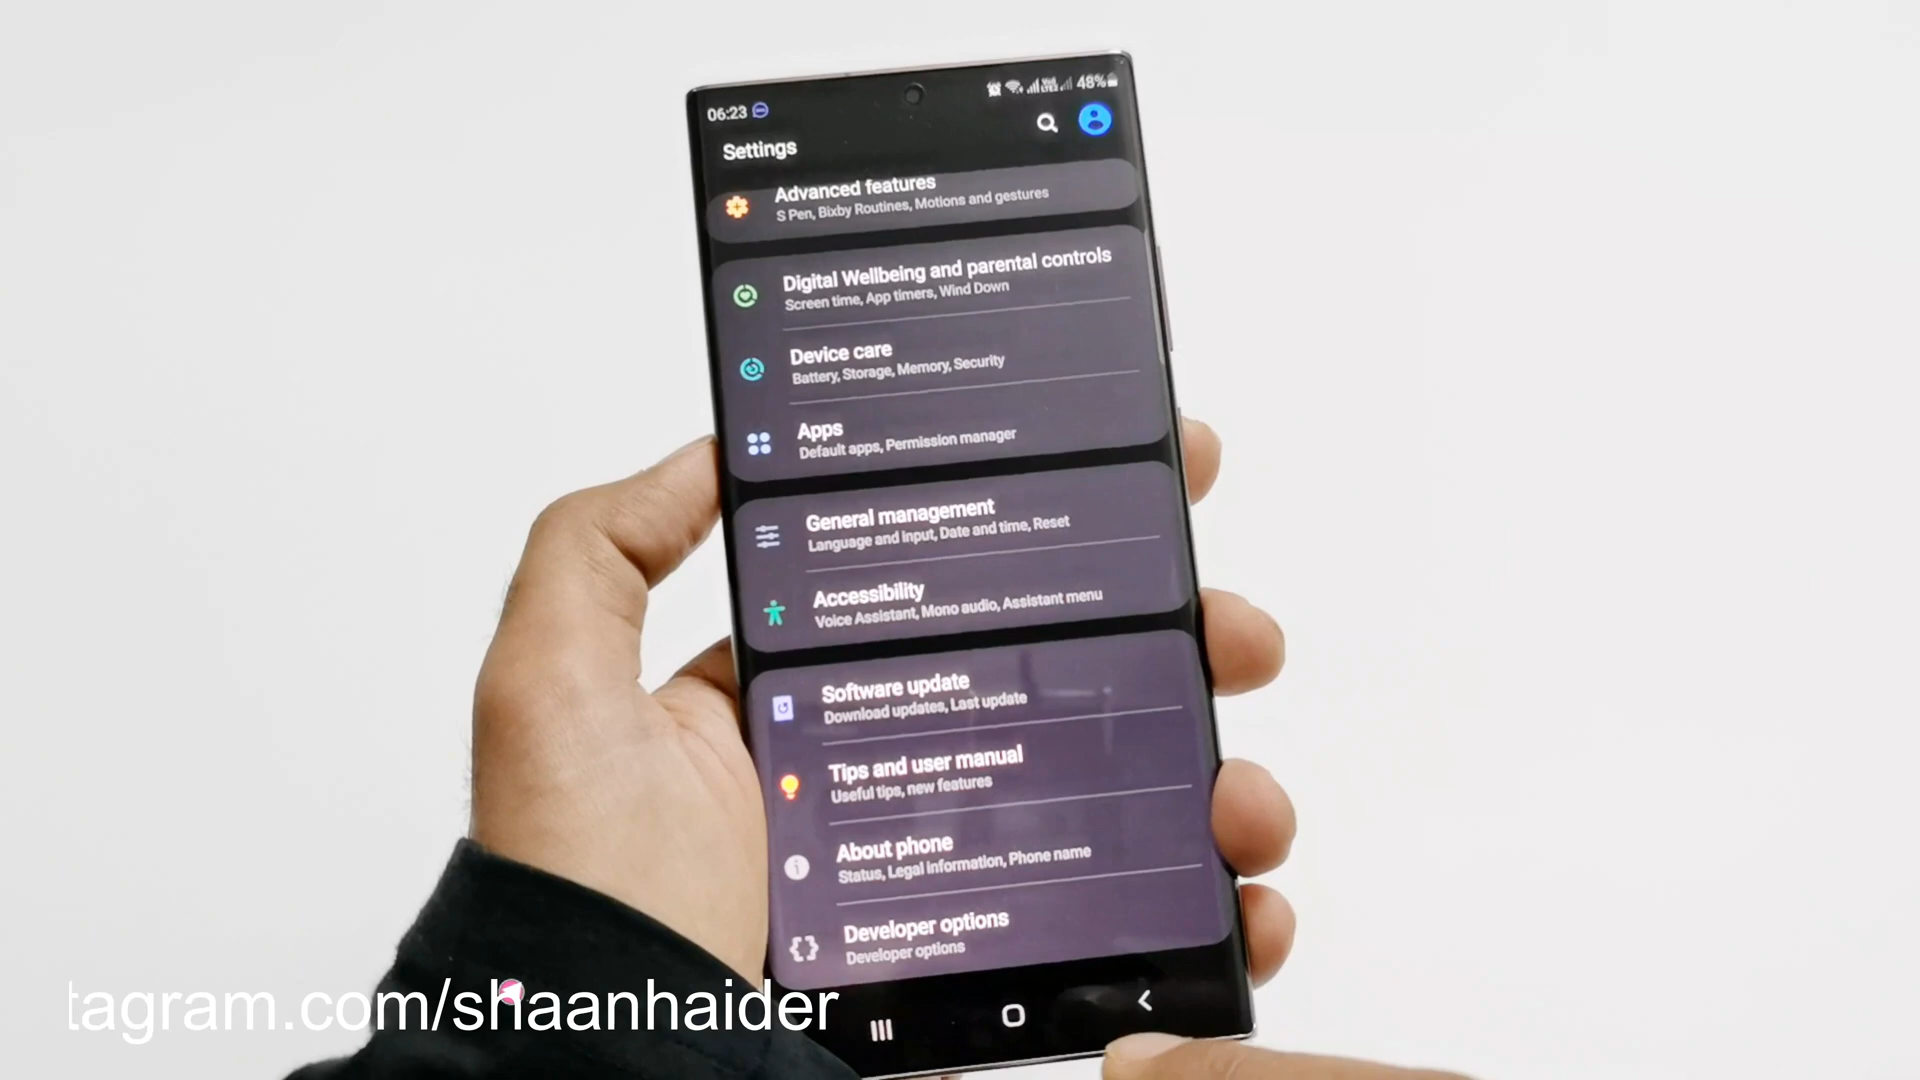 06:23
48%
Settings
Advanced features
S Pen, Bixby Routines, Motions and gestures
Digital Wellbeing and parental controls
Screen time, App timers, Wind Down
Device care
Battery, Storage, Memory, Security
Apps
Default apps, Permission manager
General management
Language and input, Date and time, Reset
Accessibility
Voice Assistant, Mono audio, Assistant menu
Software update
Download updates, Last update
Tips and user manual
Useful tips, new features
About phone
Status, Legal information, Phone name
Developer options
Developer options
tagram.com/shaanhaider